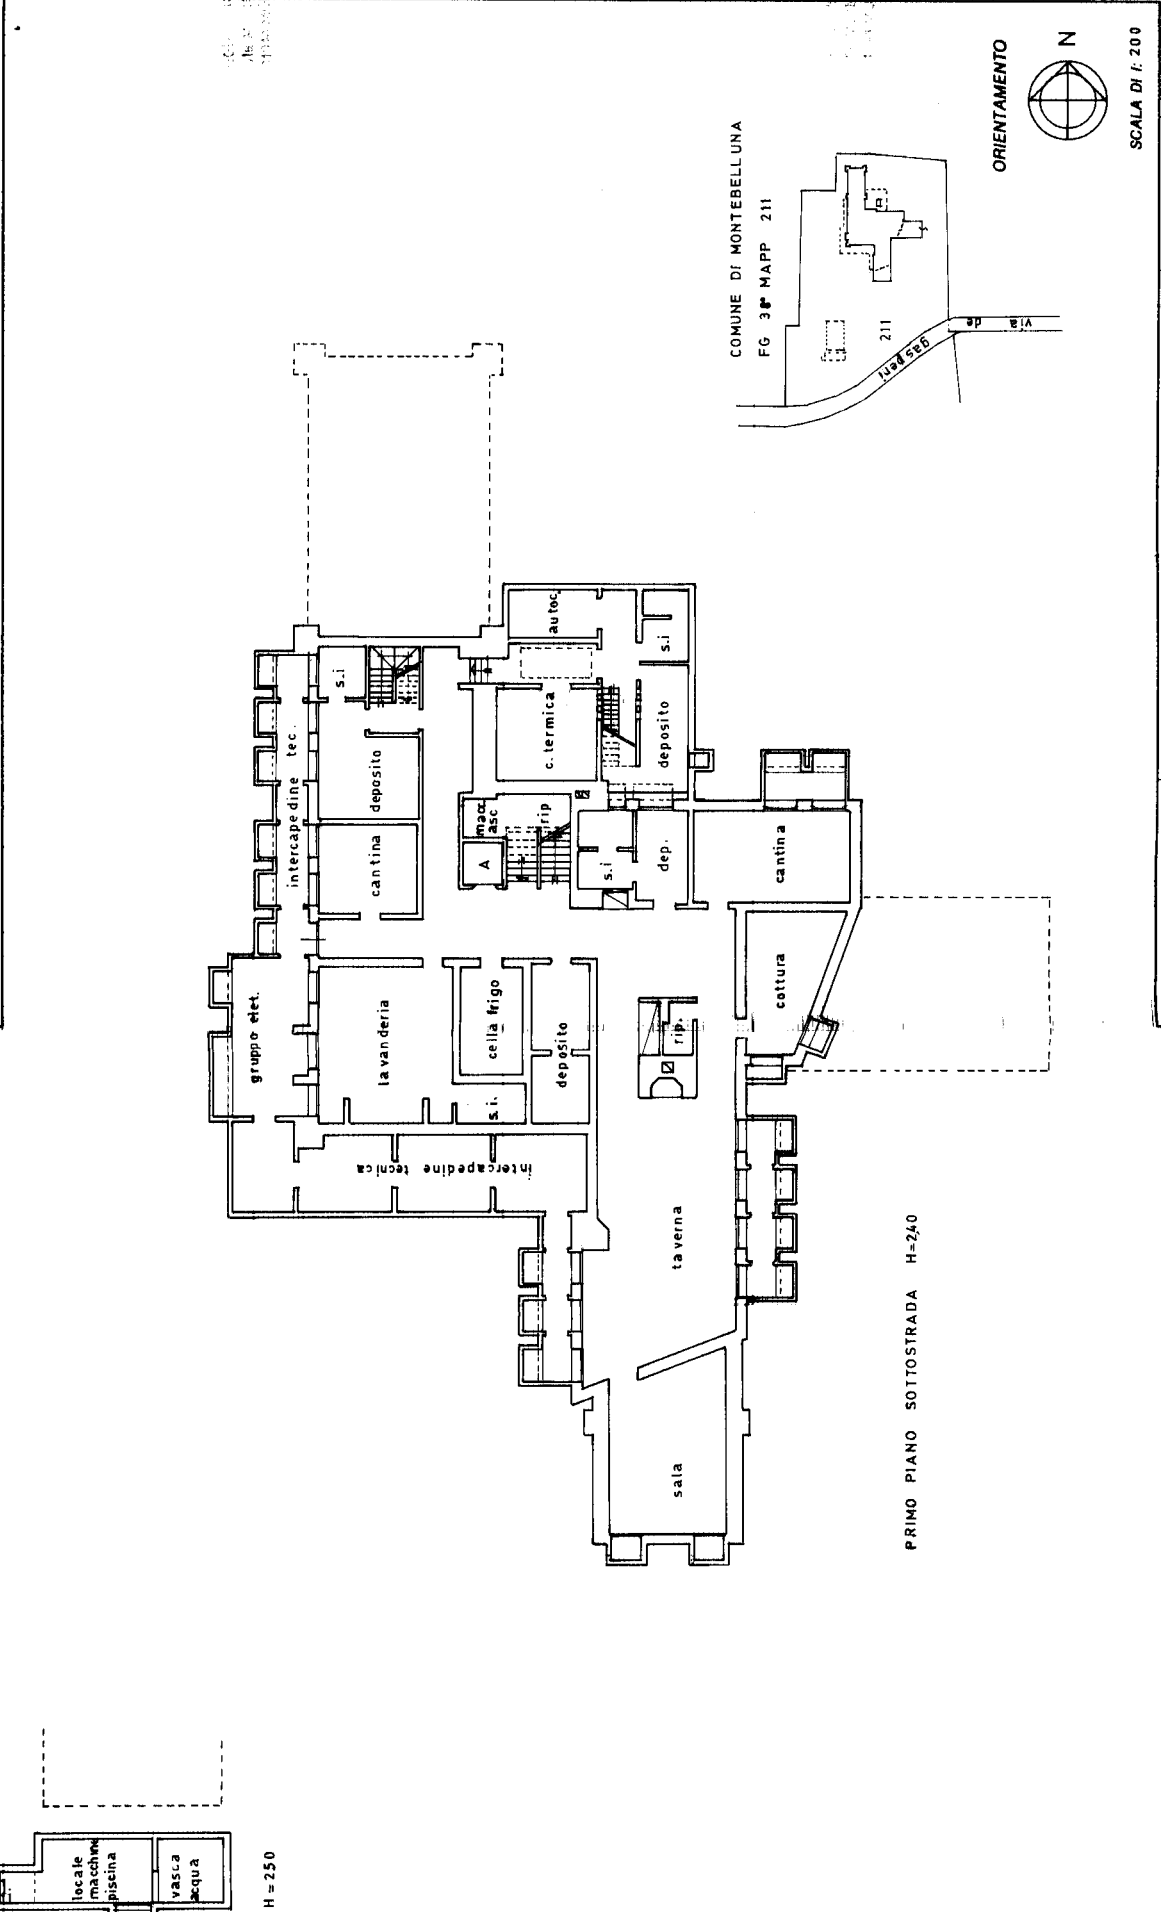 ORIENTAMENTO
N
SCALA DI 1: 200
COMUNE DI MONTEBELLUNA
FG 38° MAPP 211
211
via de
gasperi
intercapedine tec.
s.i
deposito
cantina
autoc.
s.i
c. termica
deposito
macc.
asc
rip
A
s.i
dep.
cantina
gruppo elet.
lavanderia
cella frigo
deposito
s.i.
cottura
rip.
intercapedine tecnica
taverna
sala
PRIMO PIANO SOTTOSTRADA H=2,40
locale
macchine
piscina
vasca
acqua
H=250